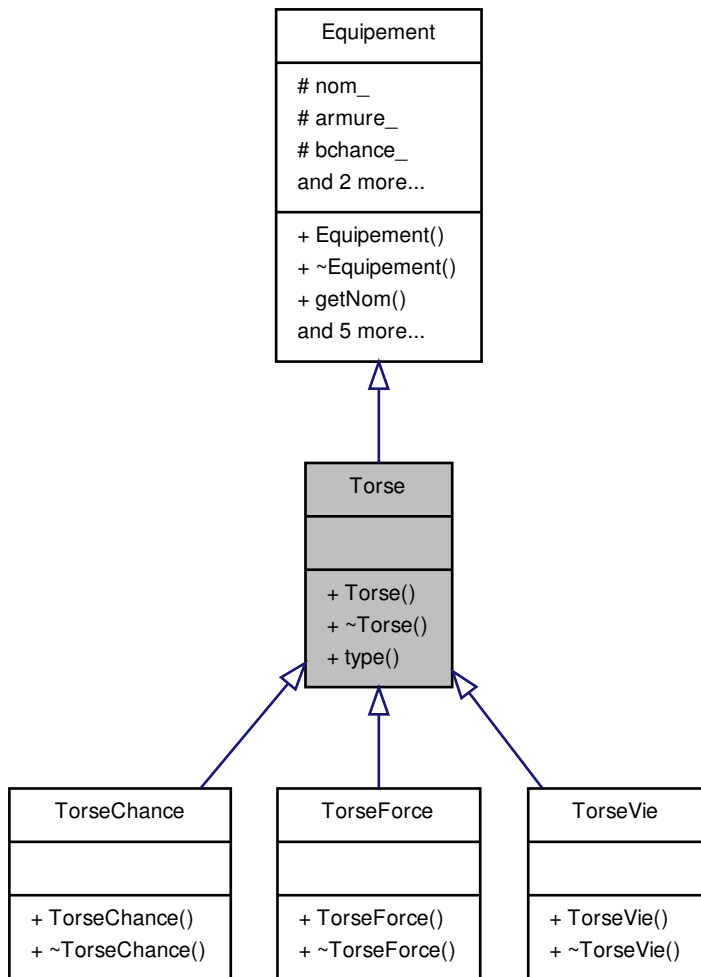 Equipement
# nom_
# armure_
# bchance_
and 2 more...
+ Equipement()
+ ~Equipement()
+ getNom()
and 5 more...
Torse
+ Torse()
+ ~Torse()
+ type()
TorseChance
+ TorseChance()
+ ~TorseChance()
TorseForce
+ TorseForce()
+ ~TorseForce()
TorseVie
+ TorseVie()
+ ~TorseVie()